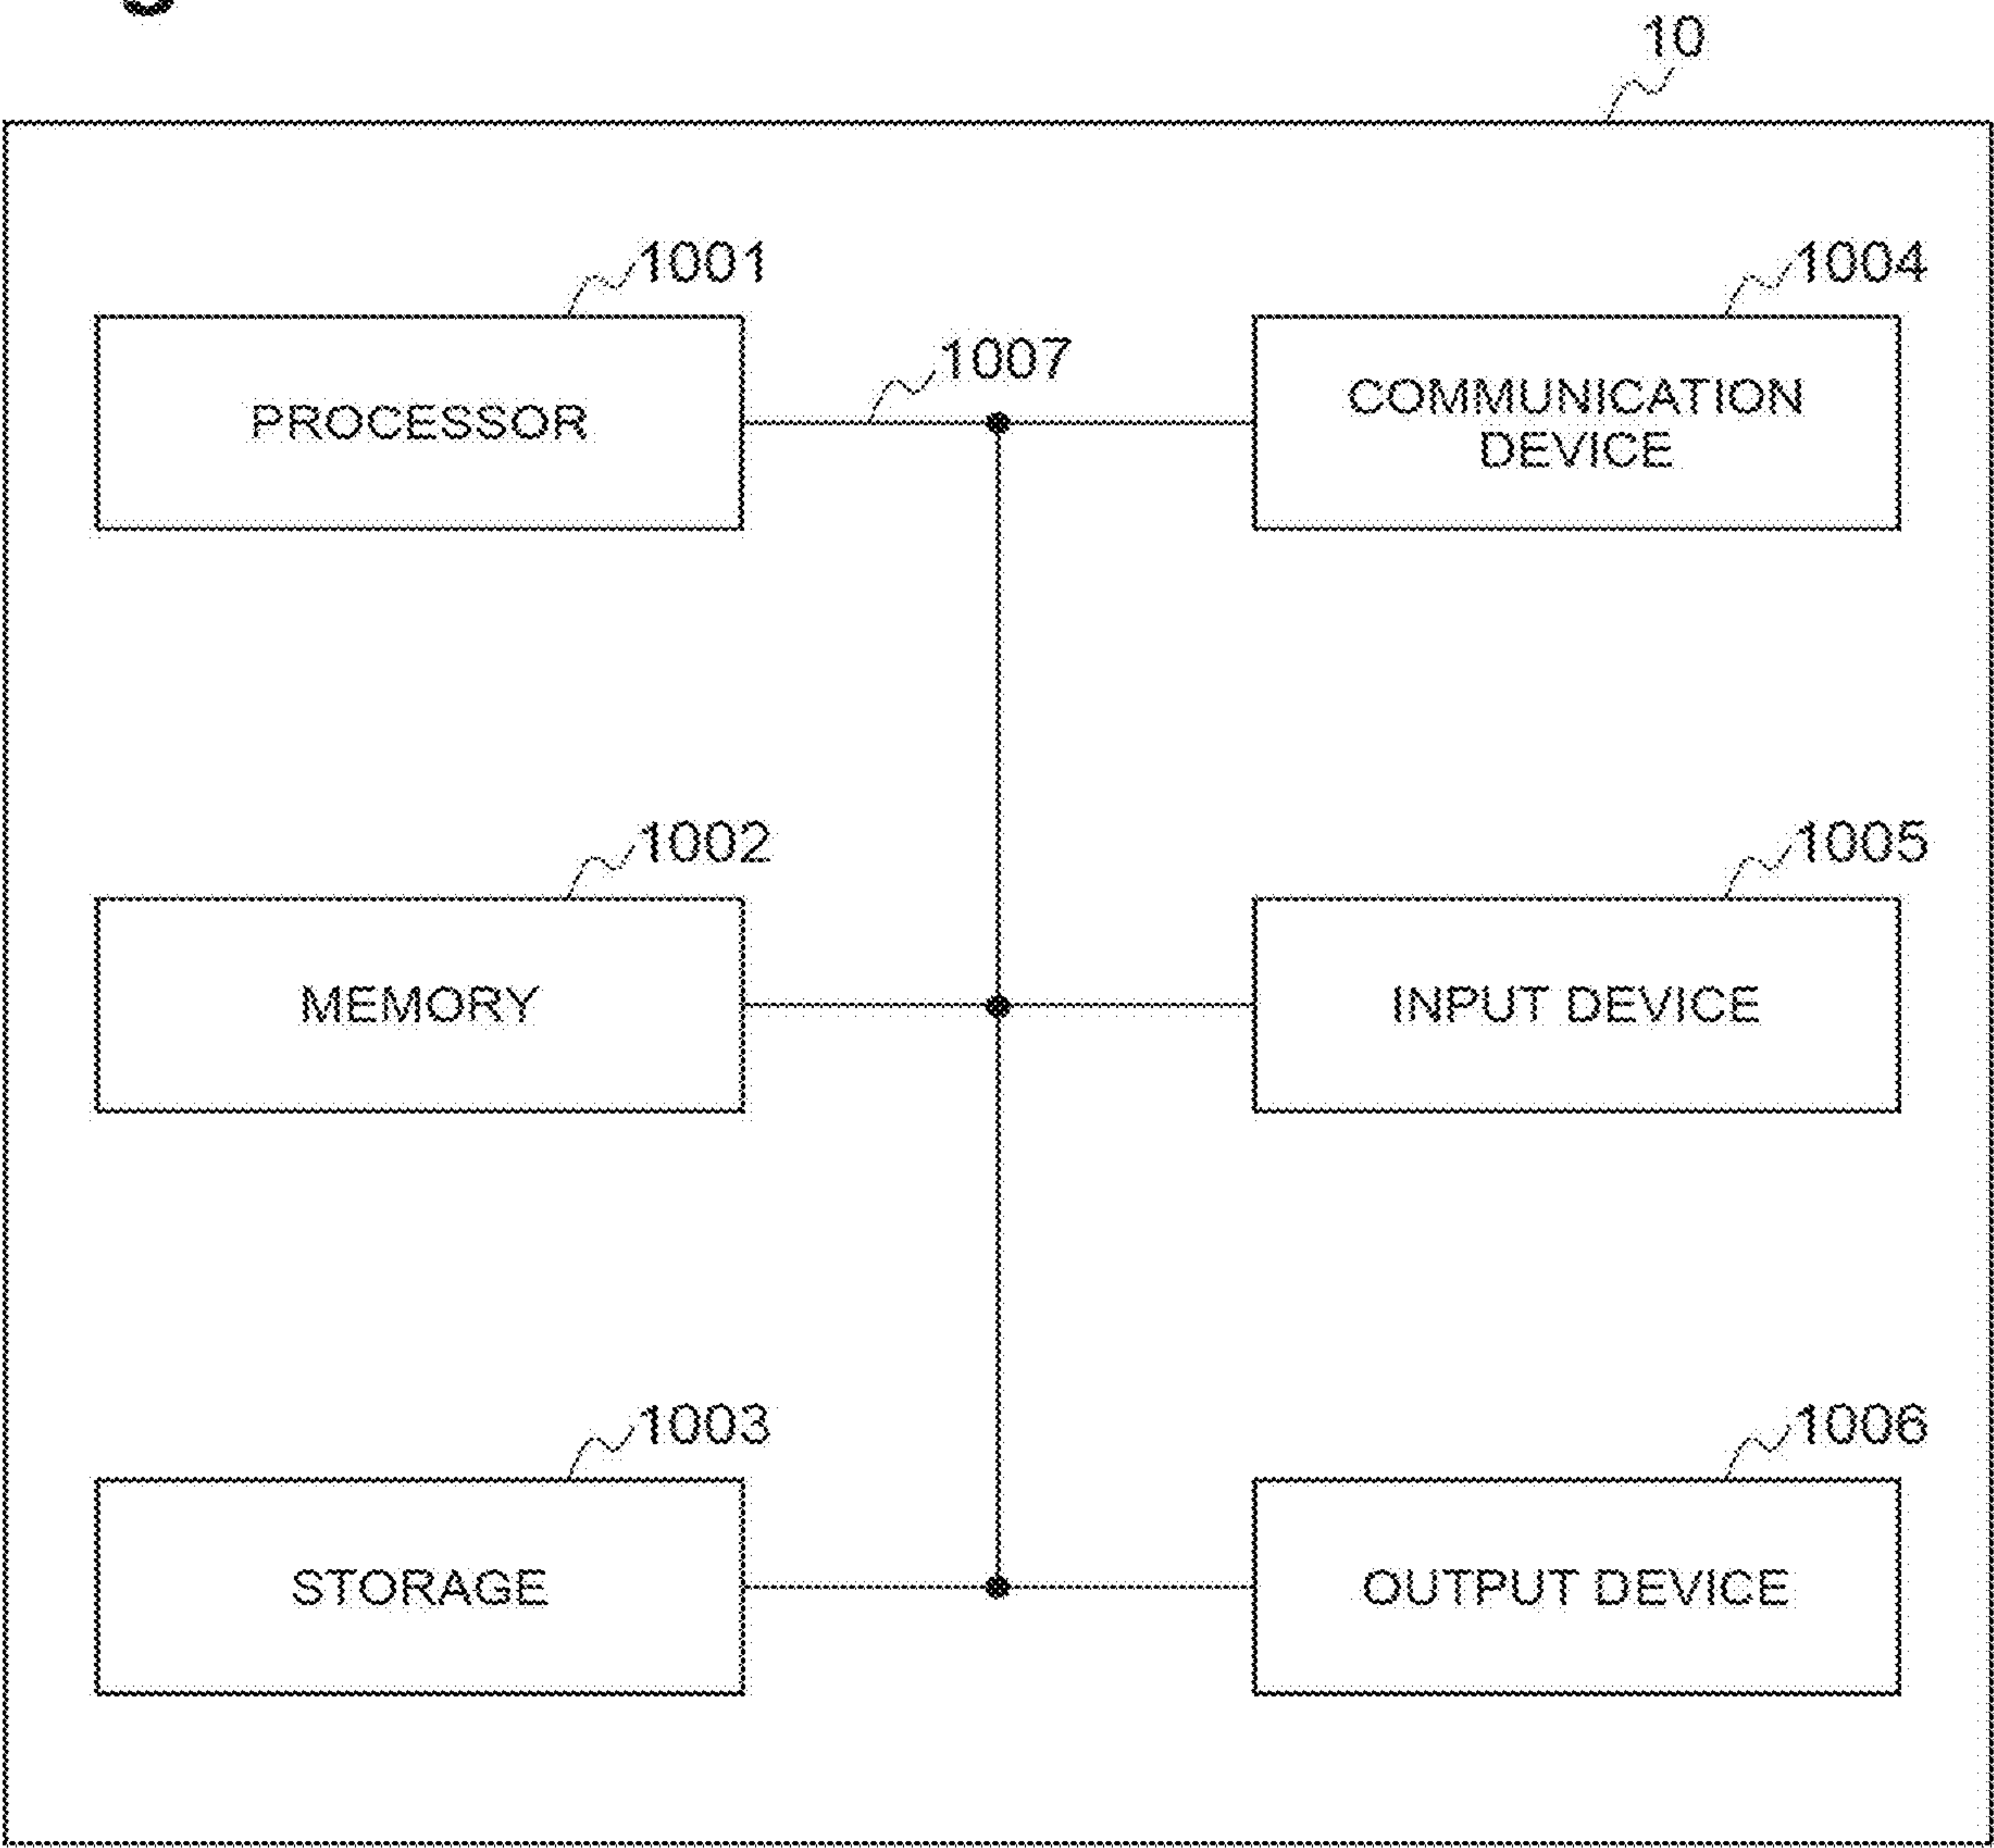 10
1001
1004
1007
PROCESSOR
COMMUNICATION
DEVICE
1002
1005
MEMORY
INPUT DEVICE
1003
1006
STORAGE
OUTPUT DEVICE